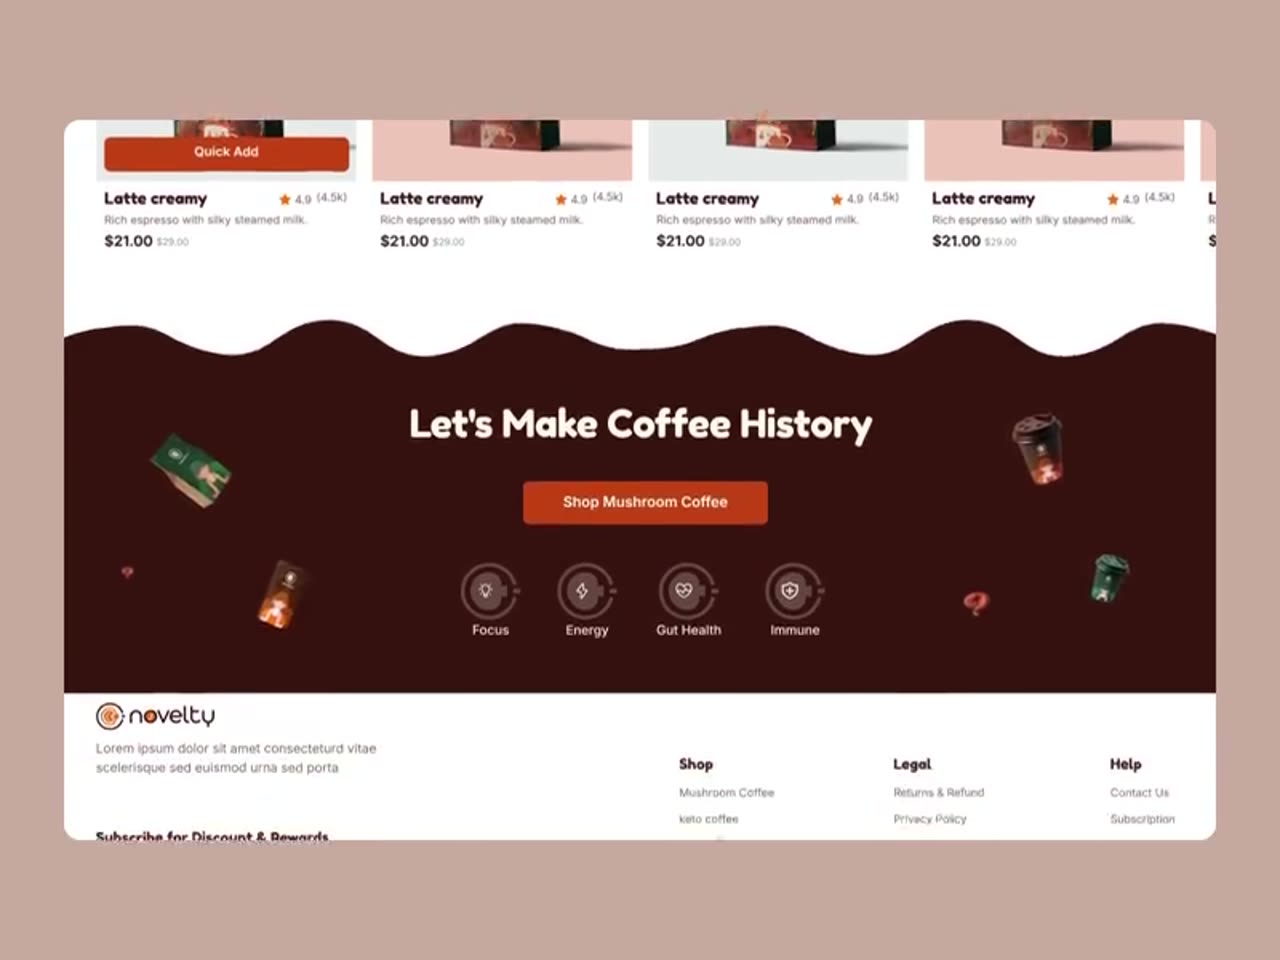 Quick Add
Latte creamy 4.9 (4.5k)
Rich espresso with silky steamed milk.
$21.00 $29.00
Latte creamy 4.9 (4.5k)
Rich espresso with silky steamed milk.
$21.00 $29.00
Latte creamy 4.9 (4.5k)
Rich espresso with silky steamed milk.
$21.00 $29.00
Latte creamy 4.9 (4.5k)
Rich espresso with silky steamed milk.
$21.00 $29.00
Let's Make Coffee History
Shop Mushroom Coffee
Focus
Energy
Gut Health
Immune
novelty
Lorem ipsum dolor sit amet consecteturd vitae
scelerisque sed euismod urna sed porta
Subscribe for Discount & Rewards
Shop
Mushroom Coffee
keto coffee
Legal
Returns & Refund
Privacy Policy
Help
Contact Us
Subscription